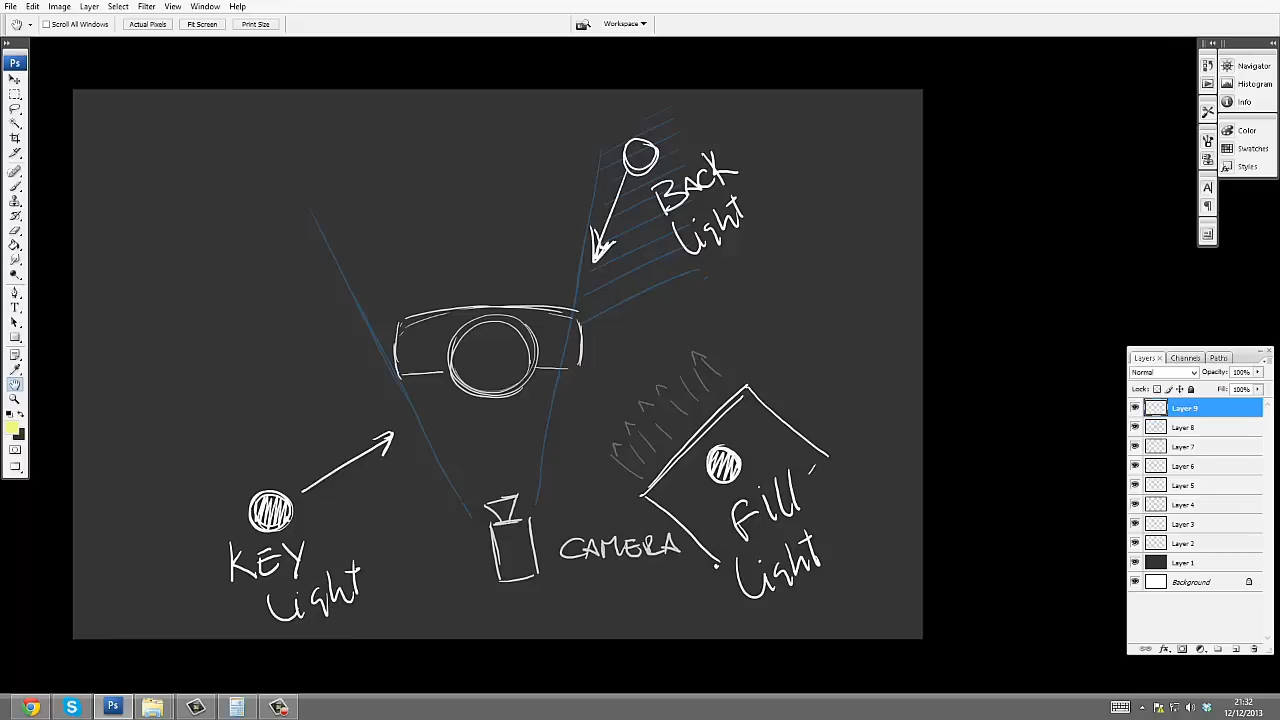 File Edit Image Layer Select Filter View Window Help
Scroll All Windows Actual Pixels Fit Screen Print Size Workspace
Ps
Navigator
Histogram
Info
Color
Swatches
Styles
BACK
Light
KEY
Light
CAMERA
Fill
Light
Layers Channels Paths
Normal Opacity: 100%
Lock: Fill: 100%
Layer 9
Layer 8
Layer 7
Layer 6
Layer 5
Layer 4
Layer 3
Layer 2
Layer 1
Background
21:32
12/12/2013